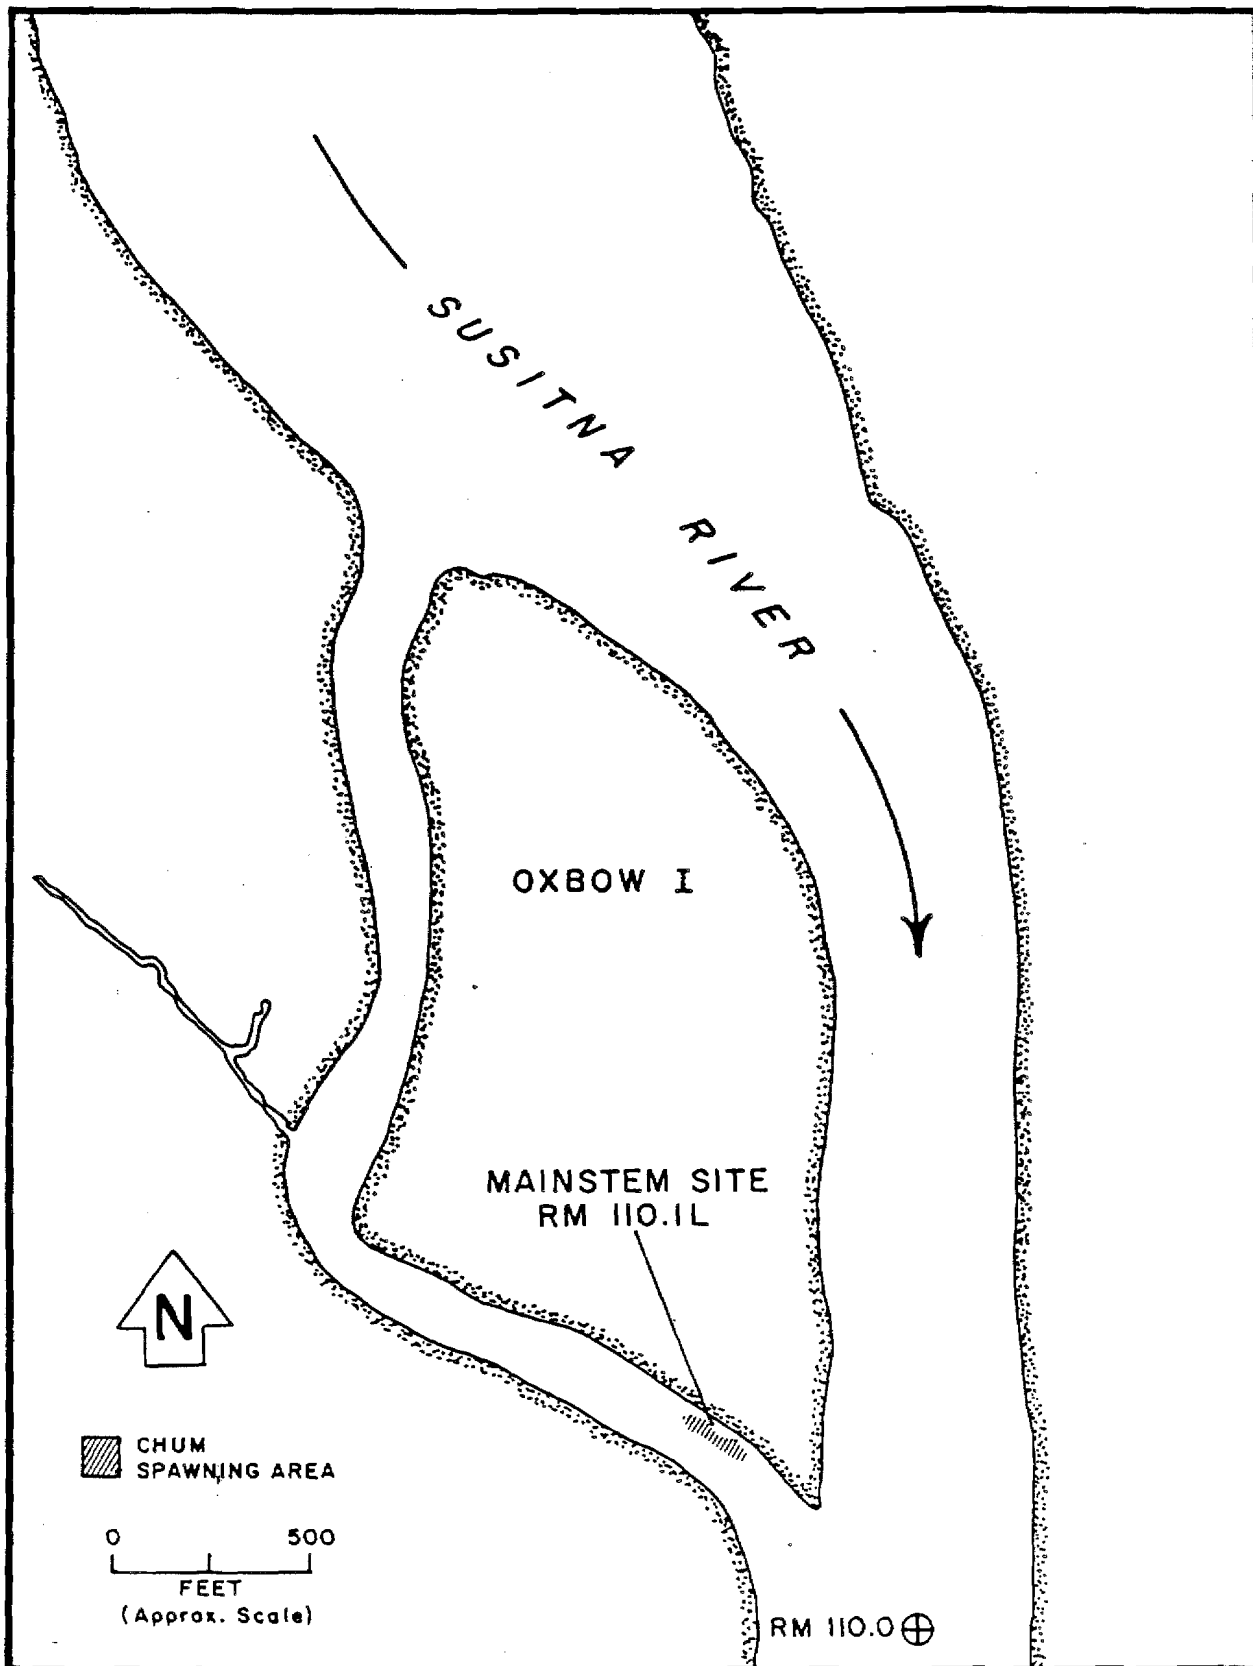 SUSITNA RIVER
OXBOW I
MAINSTEM SITE
RM 110.1L
N
CHUM
SPAWNING AREA
0 500
FEET
(Approx. Scale)
RM 110.0